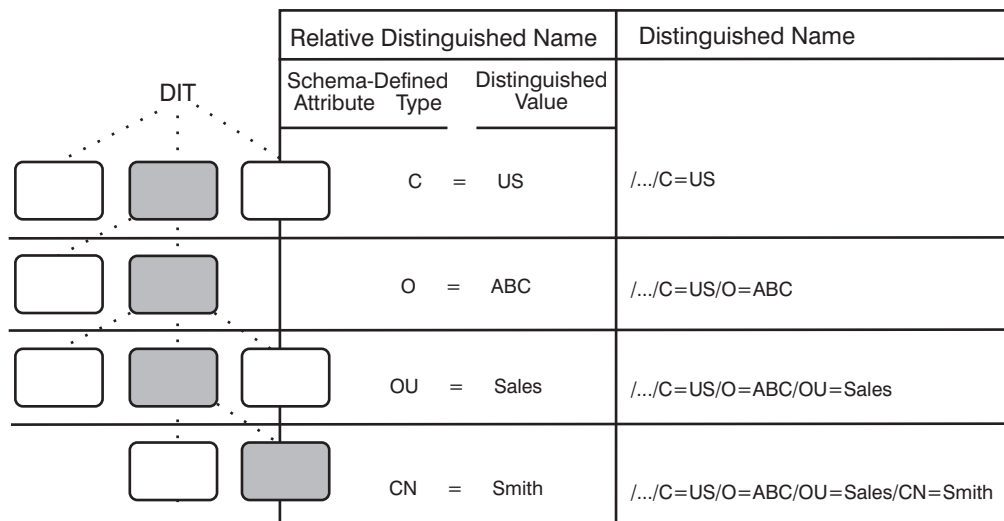 Relative Distinguished Name Distinguished Name
DIT
Schema-Defined Distinguished
Attribute Type Value
C = US /.../C=US
O = ABC /.../C=US/O=ABC
OU = Sales /.../C=US/O=ABC/OU=Sales
CN = Smith /.../C=US/O=ABC/OU=Sales/CN=Smith